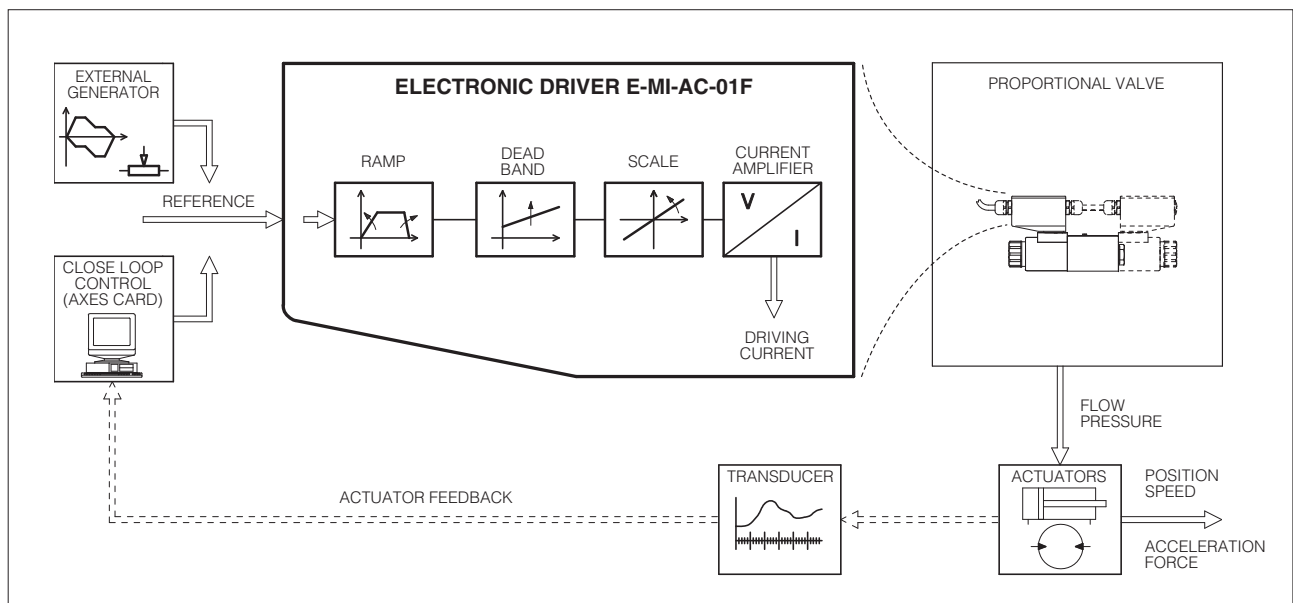 EXTERNAL
GENERATOR
REFERENCE
CLOSE LOOP
CONTROL
(AXES CARD)
ELECTRONIC DRIVER E-MI-AC-01F
RAMP
DEAD
BAND
SCALE
CURRENT
AMPLIFIER
V
I
DRIVING
CURRENT
PROPORTIONAL VALVE
FLOW
PRESSURE
ACTUATORS
POSITION
SPEED
ACCELERATION
FORCE
TRANSDUCER
ACTUATOR FEEDBACK